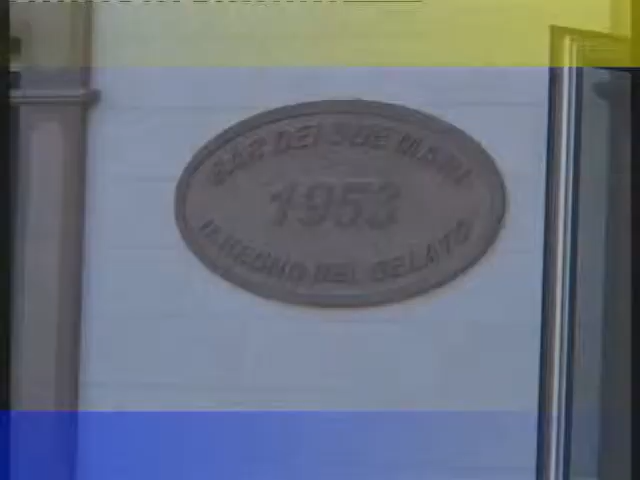 BAR DEI DUE MARI
1953
IL REGNO DEL GELATO